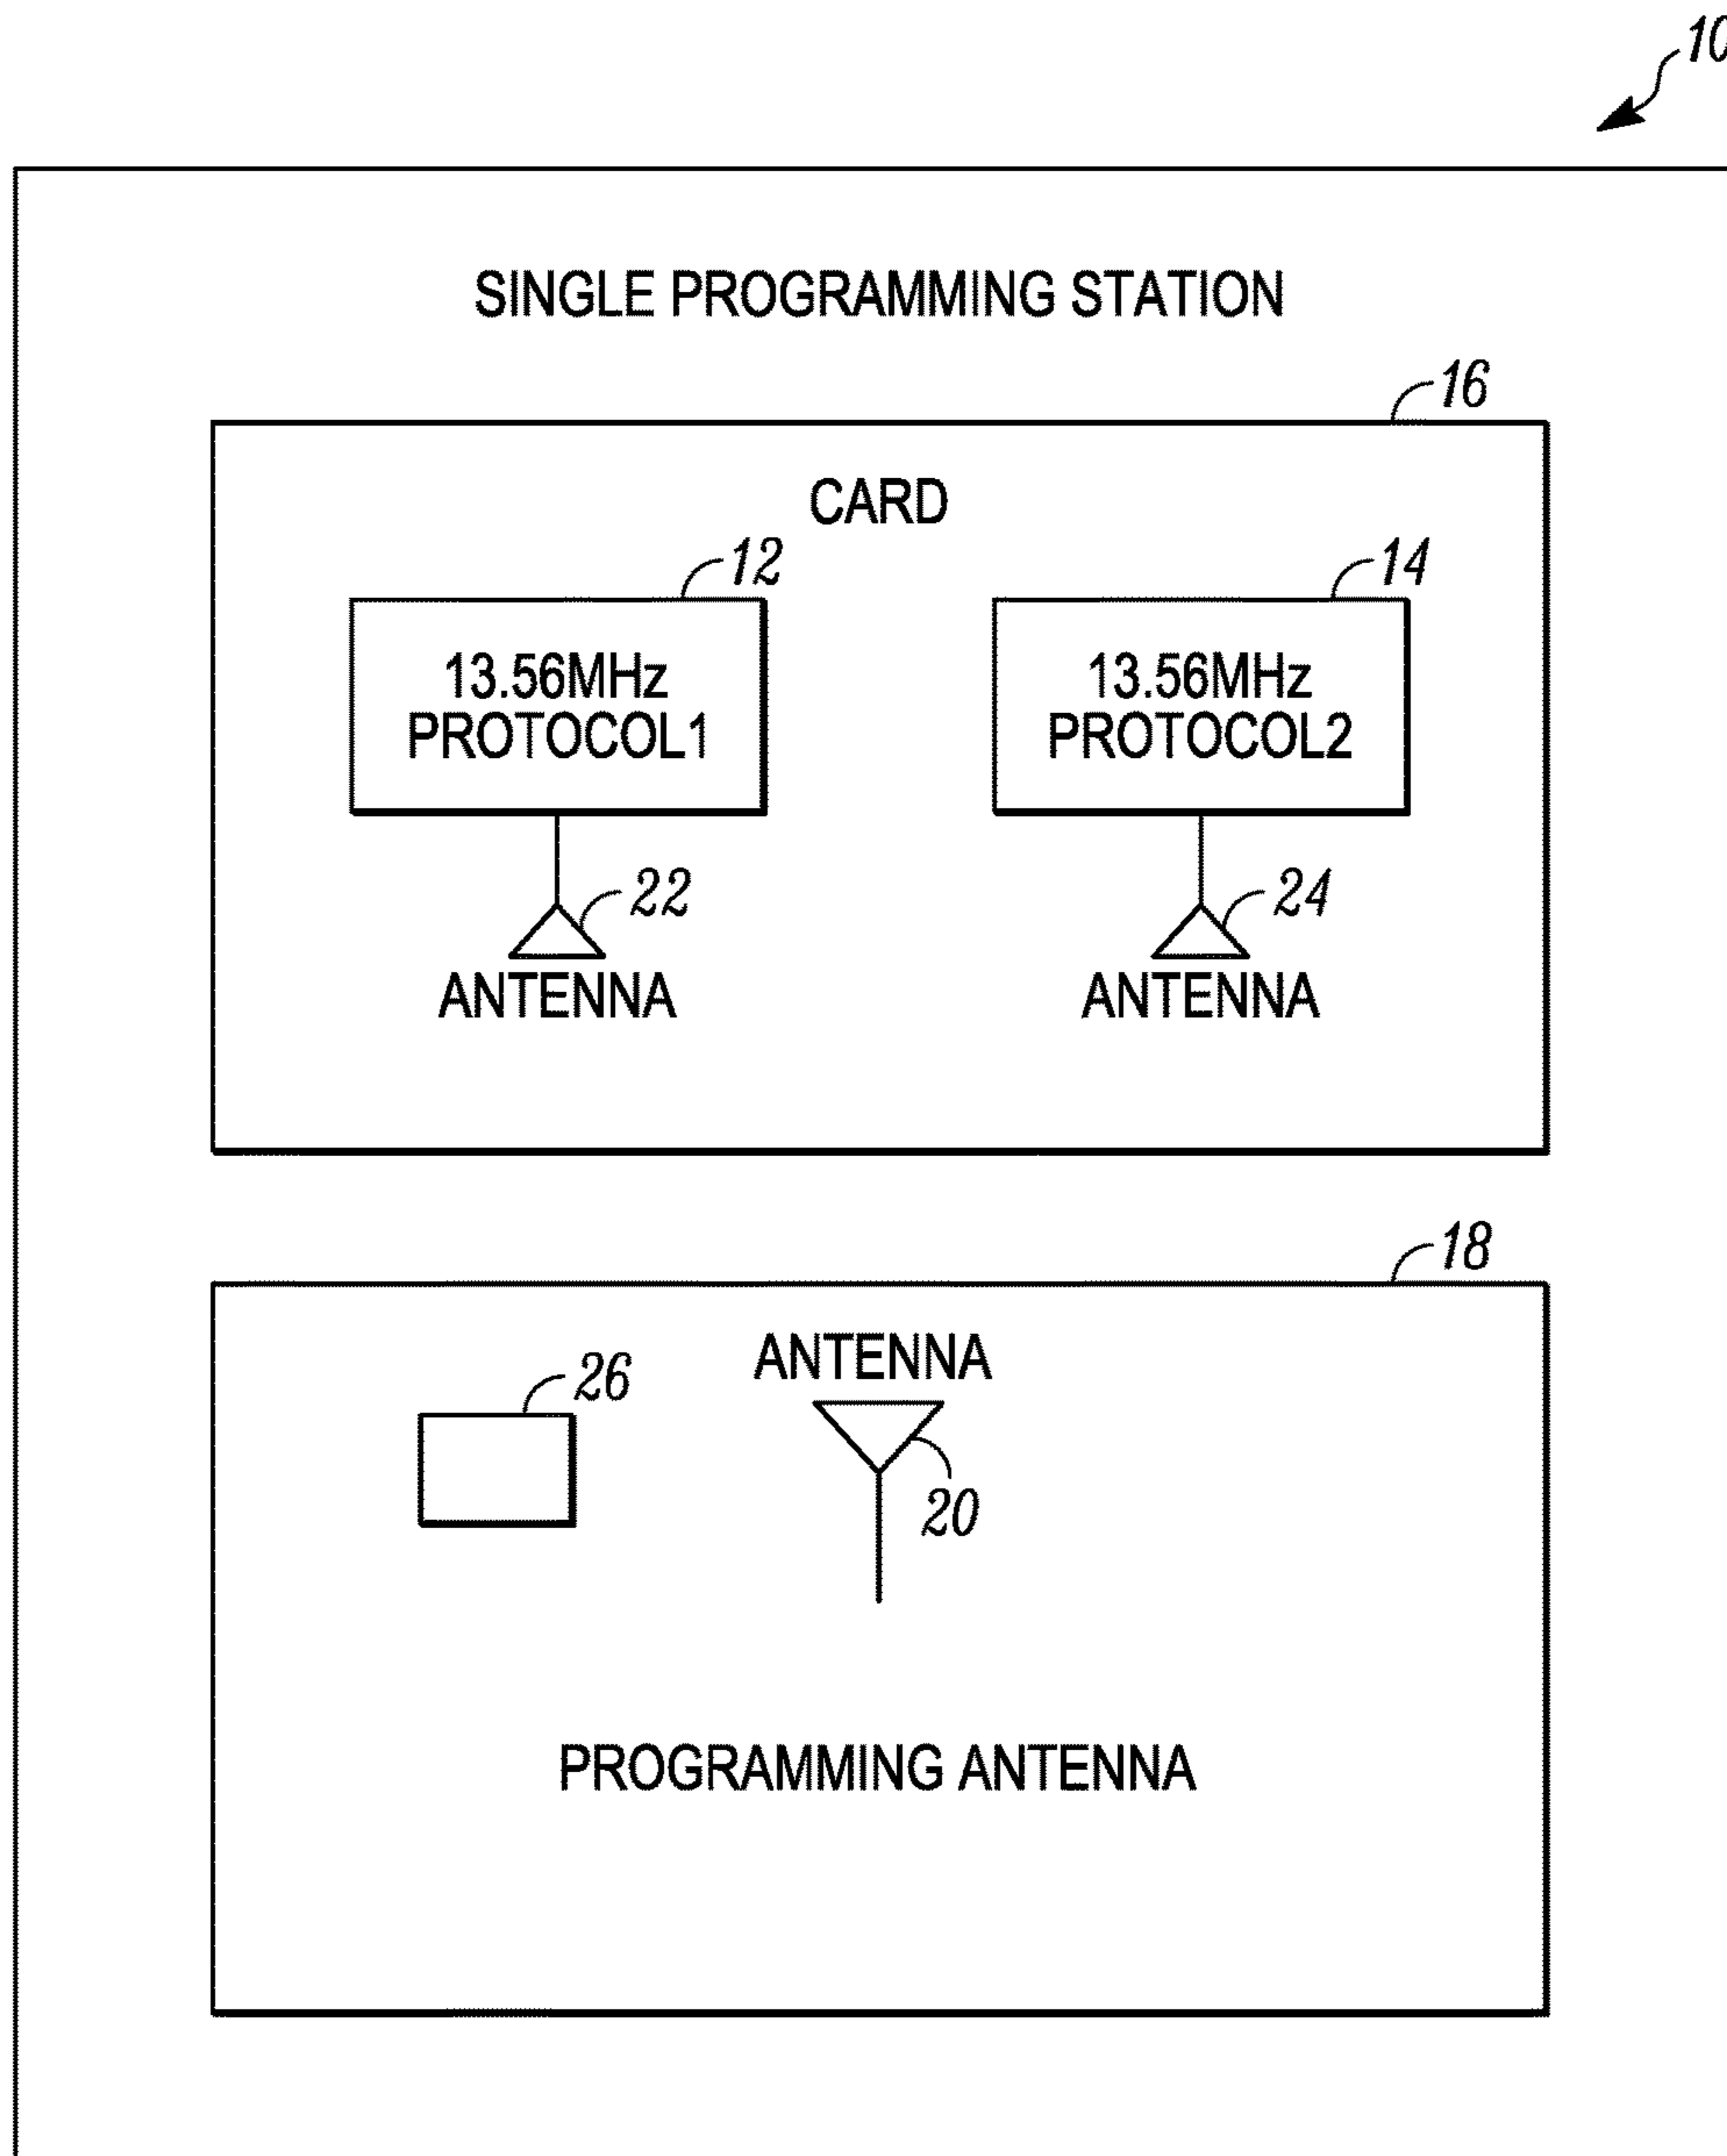 10
SINGLE PROGRAMMING STATION
16
CARD
12
14
13.56MHz
PROTOCOL1
13.56MHz
PROTOCOL2
22
24
ANTENNA
ANTENNA
18
ANTENNA
26
20
PROGRAMMING ANTENNA